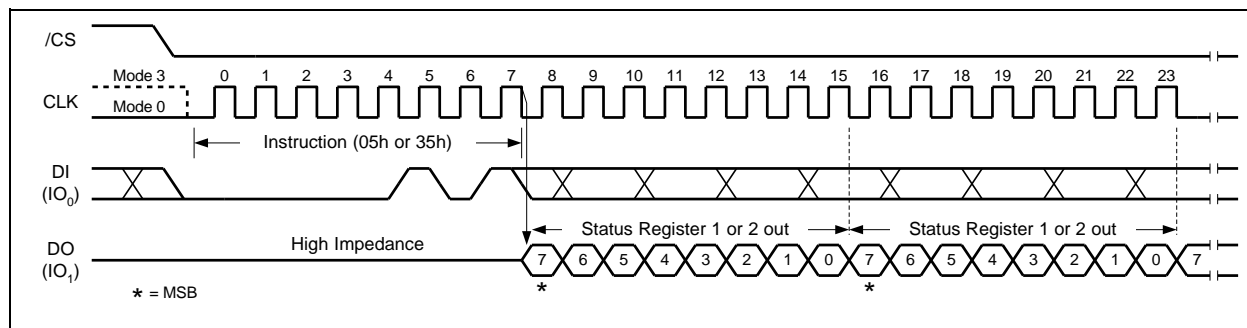 /CS
Mode 3
0 1 2 3 4 5 6 7 8 9 10 11 12 13 14 15 16 17 18 19 20 21 22 23
CLK
Mode 0
Instruction (05h or 35h)
DI
(IO0)
Status Register 1 or 2 out
Status Register 1 or 2 out
High Impedance
DO
(IO1)
7 6 5 4 3 2 1 0 7 6 5 4 3 2 1 0 7
* *
* = MSB